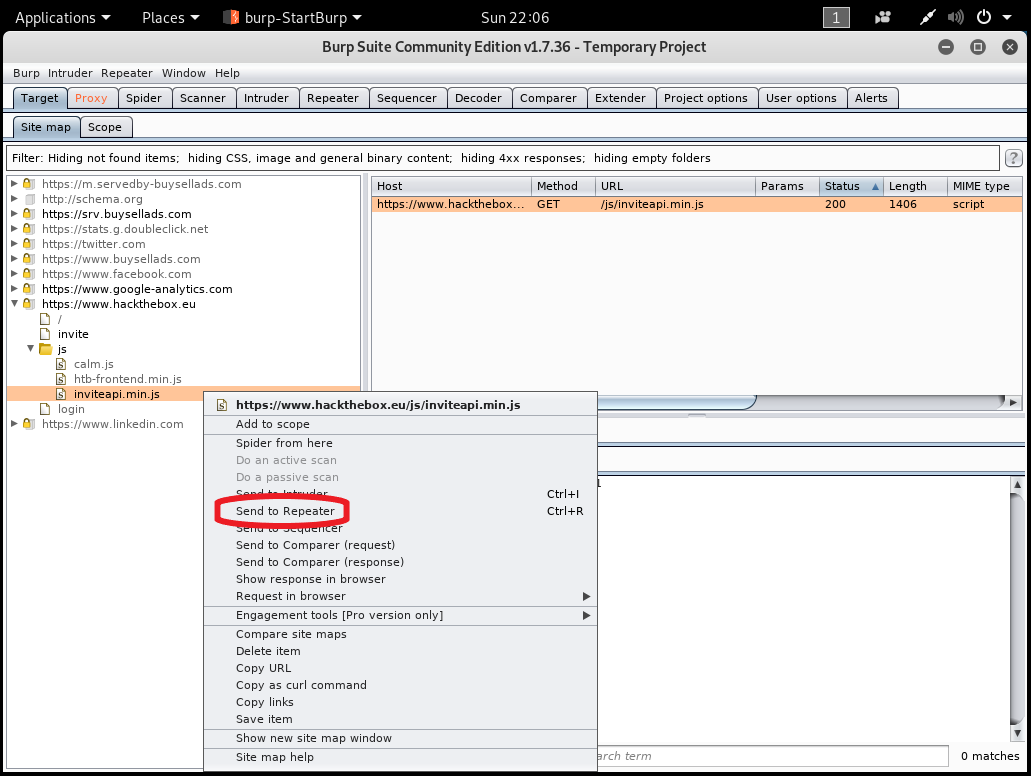 Applications Places burp-StartBurp Sun 22:06 1
Burp Suite Community Edition v1.7.36 - Temporary Project
Burp Intruder Repeater Window Help
Target Proxy Spider Scanner Intruder Repeater Sequencer Decoder Comparer Extender Project options User options Alerts
Site map Scope
Filter: Hiding not found items; hiding CSS, image and general binary content; hiding 4xx responses; hiding empty folders ?
https://m.servedby-buysellads.com
http://schema.org
https://srv.buysellads.com
https://stats.g.doubleclick.net
https://twitter.com
https://www.buysellads.com
https://www.facebook.com
https://www.google-analytics.com
https://www.hackthebox.eu
/
invite
js
calm.js
htb-frontend.min.js
inviteapi.min.js
login
https://www.linkedin.com
Host Method URL Params Status Length MIME type
https://www.hackthebox... GET /js/inviteapi.min.js 200 1406 script
https://www.hackthebox.eu/js/inviteapi.min.js
Add to scope
Spider from here
Do an active scan
Do a passive scan
Send to Intruder Ctrl+I
Send to Repeater Ctrl+R
Send to Sequencer
Send to Comparer (request)
Send to Comparer (response)
Show response in browser
Request in browser
Engagement tools [Pro version only]
Compare site maps
Delete item
Copy URL
Copy as curl command
Copy links
Save item
Show new site map window
Site map help
1
term
0 matches